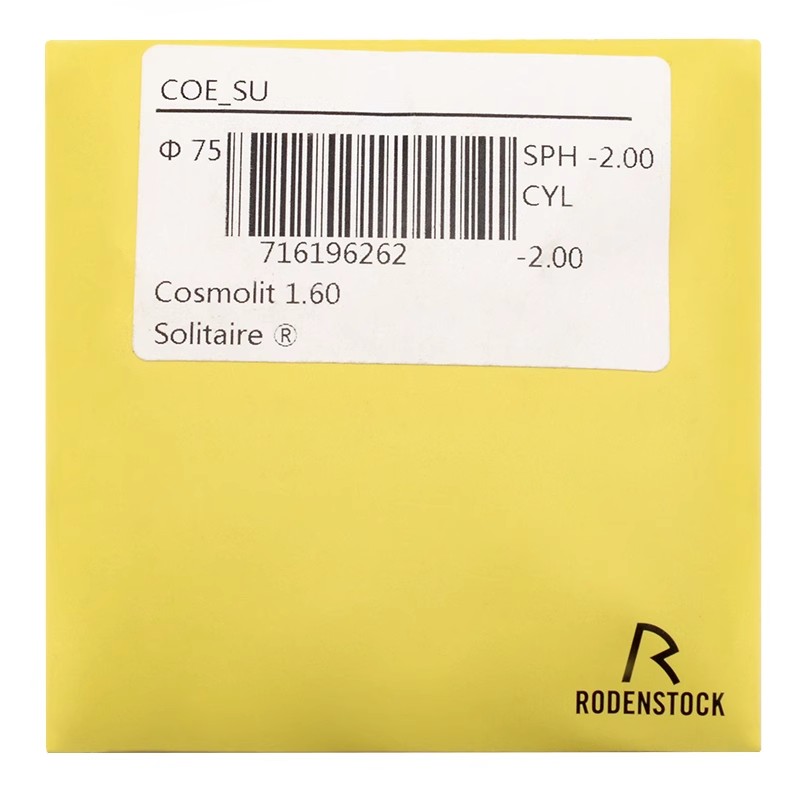 COE_SU
Φ 75
SPH -2.00
CYL
716196262
-2.00
Cosmolit 1.60
Solitaire ®
R
RODENSTOCK